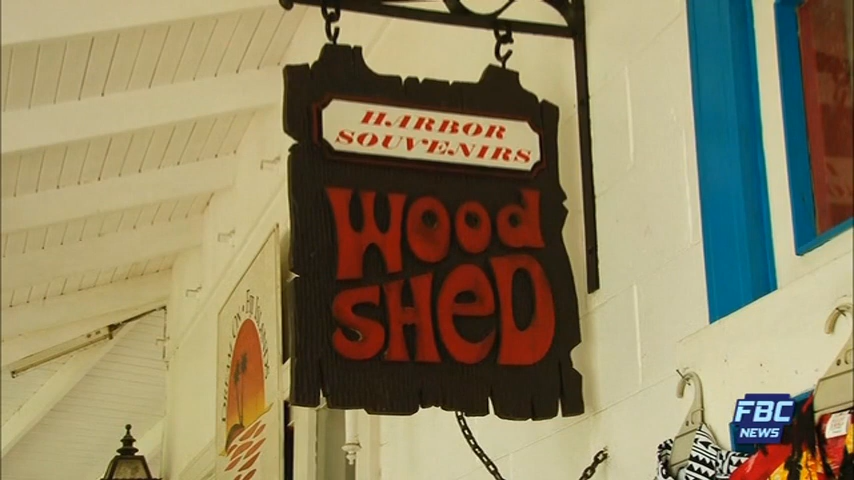 HARBOR
SOUVENIRS
Wood
SHeD
FBC
NEWS